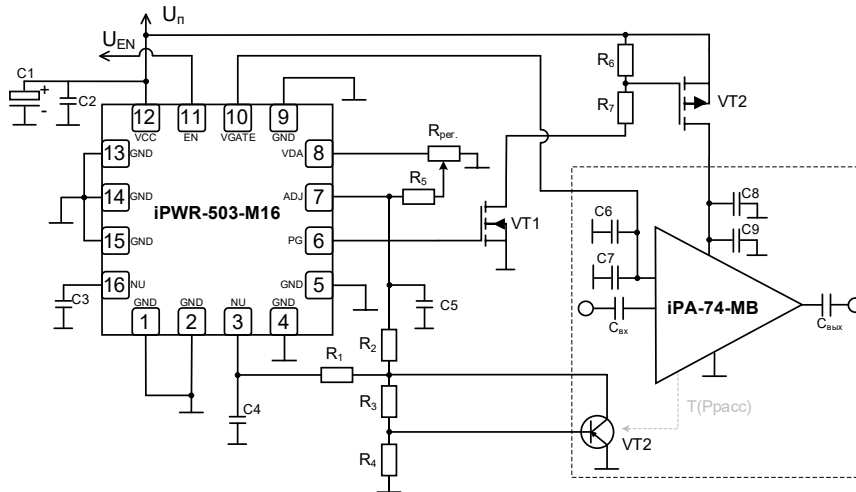 Uп
UEN
C1
+
-
C2
12
VCC
11
EN
10
VGATE
9
GND
13
GND
14
GND
15
GND
16
NU
iPWR-503-M16
VDA
8
ADJ
7
PG
6
GND
5
GND
1
GND
2
NU
3
GND
4
C3
C4
C5
Rрег.
R5
R6
R7
VT1
VT2
C8
C9
C6
C7
Cвх
iPA-74-MB
Cвых
R1
R2
R3
R4
T(Pрасс)
VT2